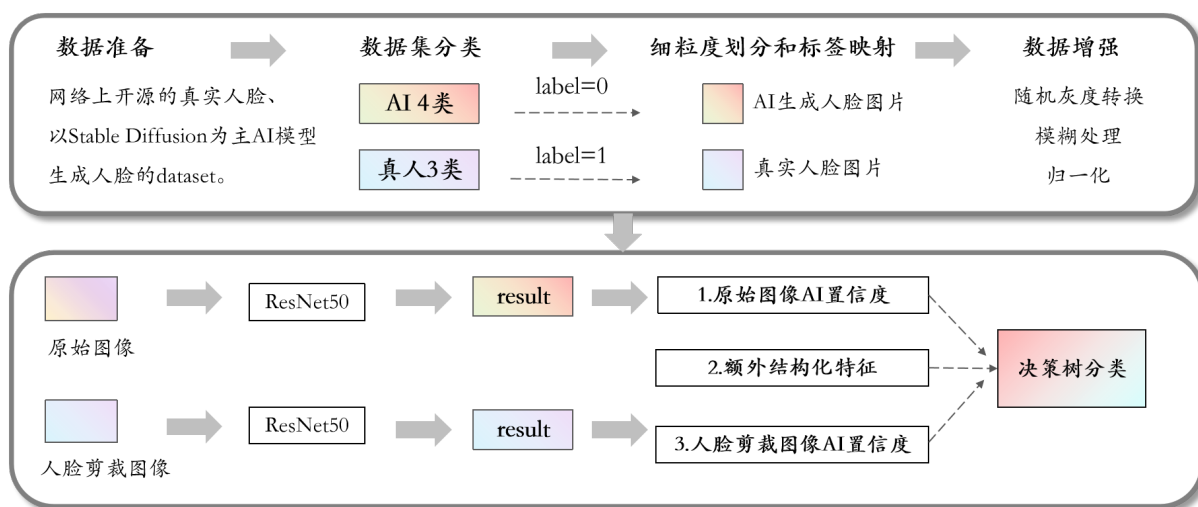 数据准备
数据集分类
细粒度划分和标签映射
数据增强
网络上开源的真实人脸、
以Stable Diffusion为主AI模型
生成人脸的dataset。
AI 4类
label=0
AI生成人脸图片
真人3类
label=1
真实人脸图片
随机灰度转换
模糊处理
归一化
原始图像
ResNet50
result
1.原始图像AI置信度
2.额外结构化特征
决策树分类
人脸剪裁图像
ResNet50
result
3.人脸剪裁图像AI置信度